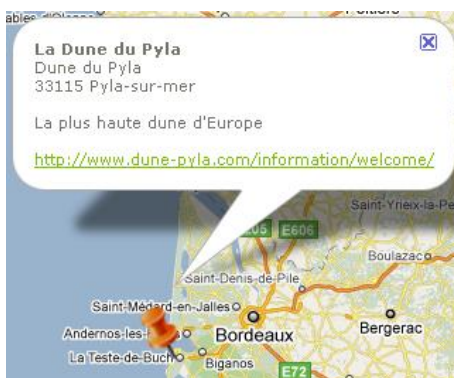 La Dune du Pyla
Dune du Pyla
33115 Pyla-sur-mer
La plus haute dune d'Europe
http://www.dune-pyla.com/information/welcome/
Saint-Yrieix-la-Pe
E606
Boulazac
Saint-Denis-de-Pile
Saint-Médard-en-Jalles
Andernos-les-
Bordeaux
Bergerac
La Teste-de-Buch
Biganos
E72